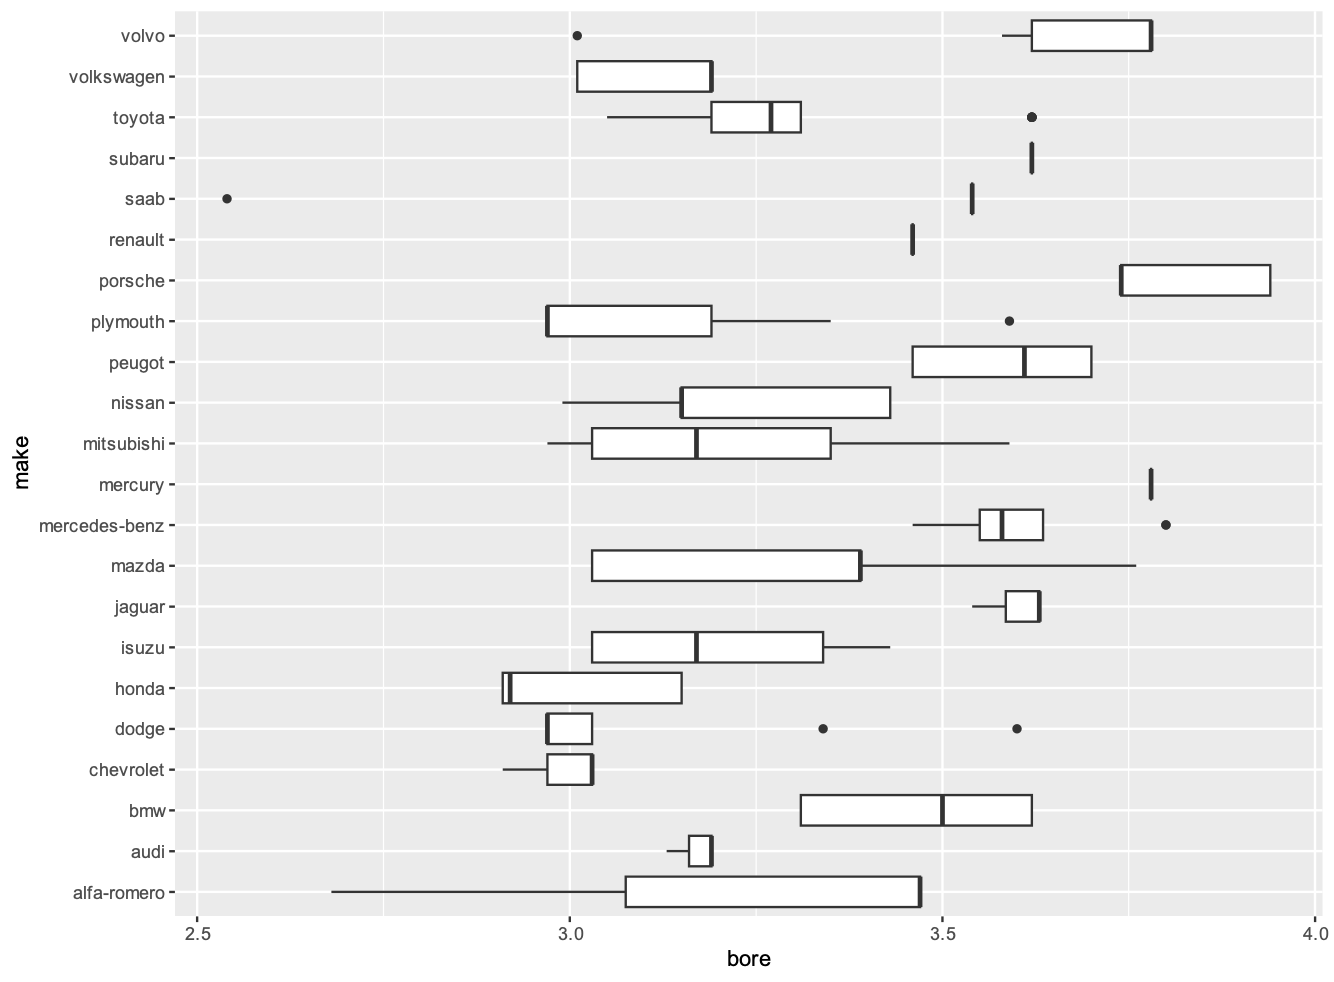 volvo
volkswagen
toyota
subaru
saab
renault
porsche
plymouth
peugot
nissan
mitsubishi
mercury
mercedes-benz
mazda
jaguar
isuzu
honda
dodge
chevrolet
bmw
audi
alfa-romero
make
2.5 3.0 3.5 4.0
bore